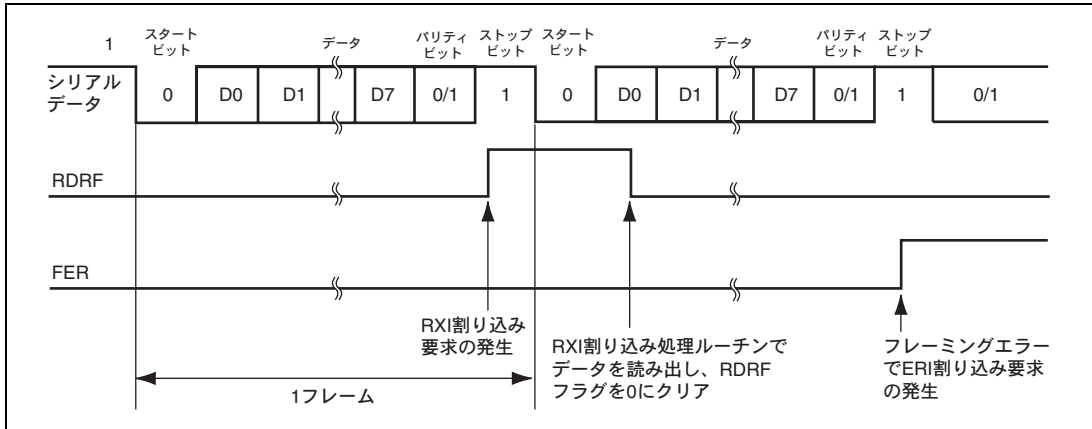 1
スタート
ビット
データ
パリティ
ビット
ストップ
ビット
スタート
ビット
データ
パリティ
ビット
ストップ
ビット
シリアル
データ
0 D0 D1 D7 0/1 1 0 D0 D1 D7 0/1 1 0/1
RDRF
FER
RXI割り込み
要求の発生
RXI割り込み処理ルーチンで
データを読み出し、RDRF
フラグを0にクリア
フレーミングエラー
でERI割り込み要求
の発生
1フレーム